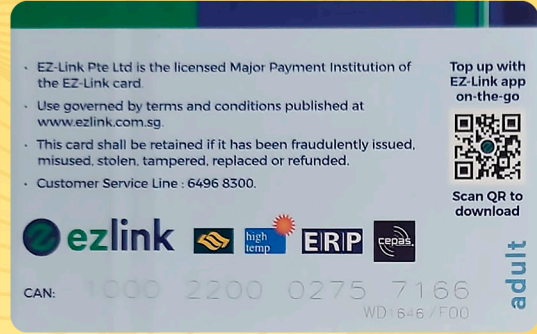 · EZ-Link Pte Ltd is the licensed Major Payment Institution of
the EZ-Link card.
· Use governed by terms and conditions published at
www.ezlink.com.sg.
· This card shall be retained if it has been fraudulently issued,
misused, stolen, tampered, replaced or refunded.
· Customer Service Line : 6496 8300.
Top up with
EZ-Link app
on-the-go
Scan QR to
download
ezlink
high
temp
ERP
cepas
adult
CAN: 1000 2200 0275 7166
WD1646/F00